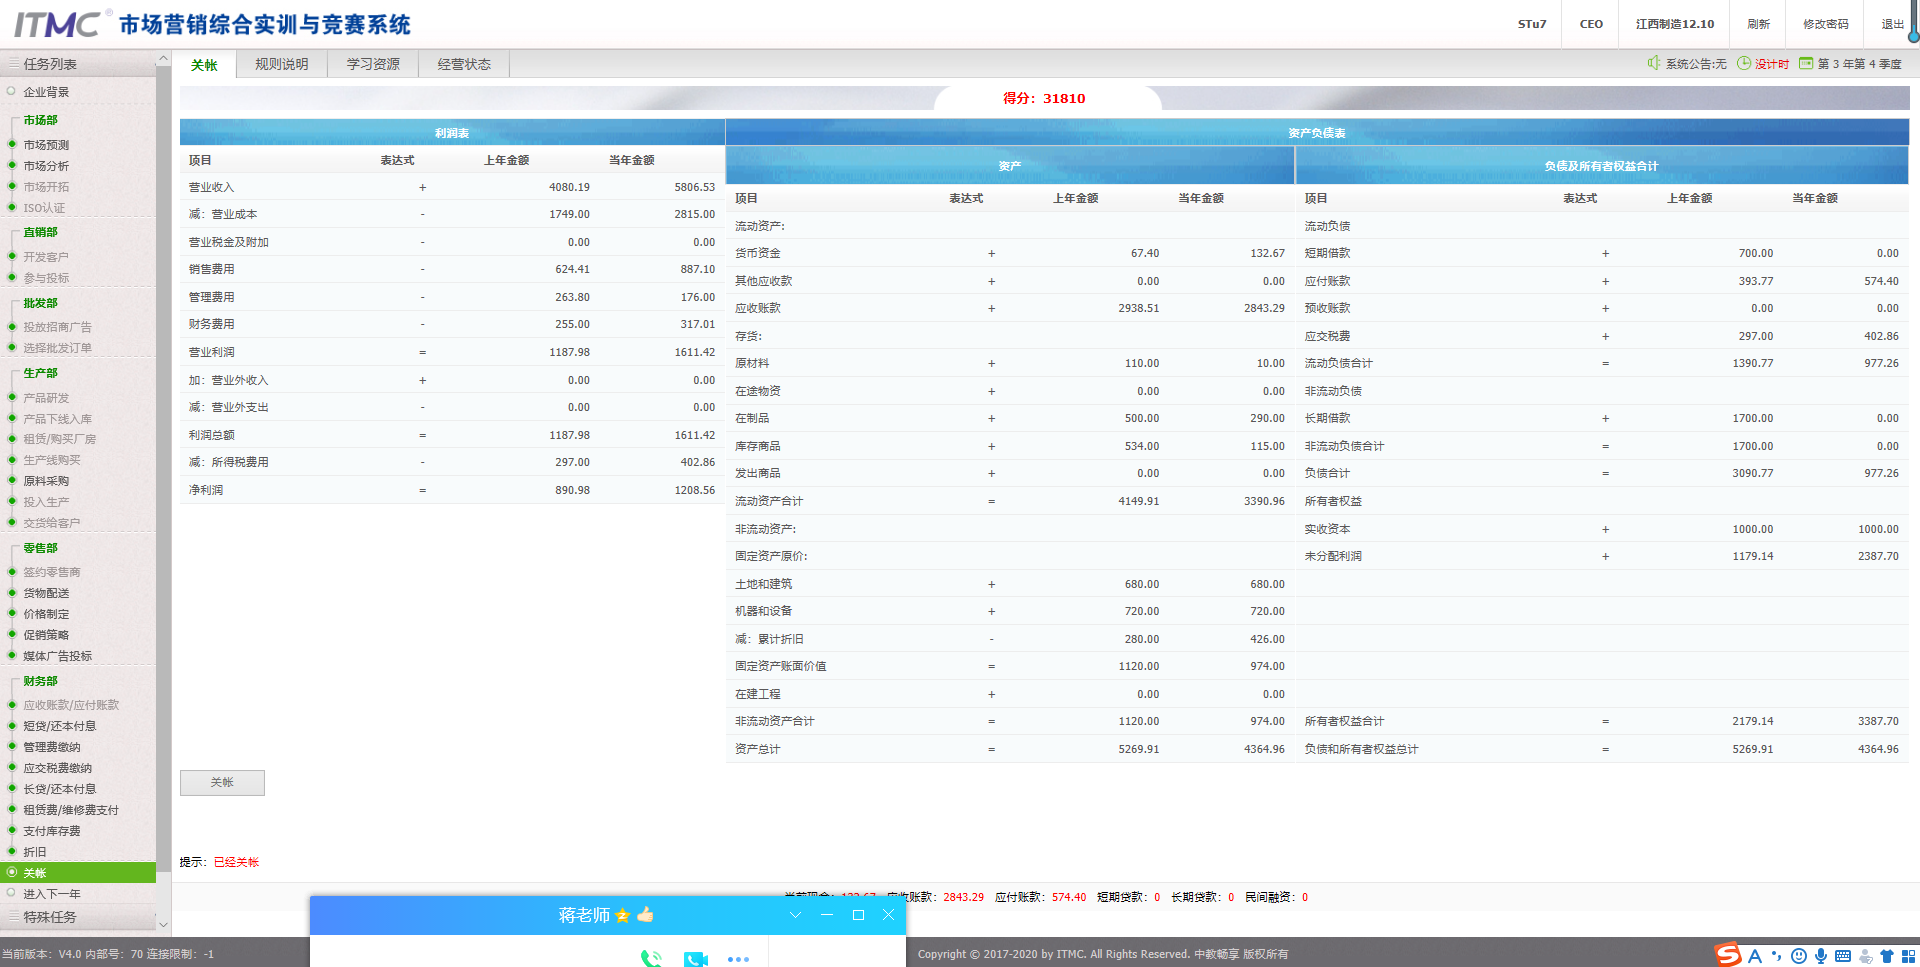 ITMC ® 市场营销综合实训与竞赛系统
STu7 CEO 江西制造12.10 刷新 修改密码 退出
任务列表
关帐 规则说明 学习资源 经营状态
系统公告:无 没计时 第 3 年第 4 季度
企业背景
市场部
市场预测
市场分析
市场开拓
ISO认证
直销部
开发客户
参与投标
批发部
投放招商广告
选择批发订单
生产部
产品研发
产品下线入库
租赁/购买厂房
生产线购买
原料采购
投入生产
交货给客户
零售部
签约零售商
货物配送
价格制定
促销策略
媒体广告投标
财务部
应收账款/应付账款
短贷/还本付息
管理费缴纳
应交税费缴纳
长贷/还本付息
租赁费/维修费支付
支付库存费
折旧
关帐
进入下一年
特殊任务
得分：31810
利润表
项目 表达式 上年金额 当年金额
营业收入 + 4080.19 5806.53
减：营业成本 - 1749.00 2815.00
营业税金及附加 - 0.00 0.00
销售费用 - 624.41 887.10
管理费用 - 263.80 176.00
财务费用 - 255.00 317.01
营业利润 = 1187.98 1611.42
加：营业外收入 + 0.00 0.00
减：营业外支出 - 0.00 0.00
利润总额 = 1187.98 1611.42
减：所得税费用 - 297.00 402.86
净利润 = 890.98 1208.56
资产负债表
资产
项目 表达式 上年金额 当年金额
流动资产:
货币资金 + 67.40 132.67
其他应收款 + 0.00 0.00
应收账款 + 2938.51 2843.29
存货:
原材料 + 110.00 10.00
在途物资 + 0.00 0.00
在制品 + 500.00 290.00
库存商品 + 534.00 115.00
发出商品 + 0.00 0.00
流动资产合计 = 4149.91 3390.96
非流动资产:
固定资产原价:
土地和建筑 + 680.00 680.00
机器和设备 + 720.00 720.00
减：累计折旧 - 280.00 426.00
固定资产账面价值 = 1120.00 974.00
在建工程 + 0.00 0.00
非流动资产合计 = 1120.00 974.00
资产总计 = 5269.91 4364.96
负债及所有者权益合计
项目 表达式 上年金额 当年金额
流动负债
短期借款 + 700.00 0.00
应付账款 + 393.77 574.40
预收账款 + 0.00 0.00
应交税费 + 297.00 402.86
流动负债合计 = 1390.77 977.26
非流动负债
长期借款 + 1700.00 0.00
非流动负债合计 = 1700.00 0.00
负债合计 = 3090.77 977.26
所有者权益
实收资本 + 1000.00 1000.00
未分配利润 + 1179.14 2387.70
所有者权益合计 = 2179.14 3387.70
负债和所有者权益总计 = 5269.91 4364.96
关帐
提示：已经关帐
账款：2843.29 应付账款：574.40 短期贷款：0 长期贷款：0 民间融资：0
蒋老师
当前版本：V4.0 内部号：70 连接限制：-1
Copyright © 2017-2020 by ITMC. All Rights Reserved. 中教畅享 版权所有
S A